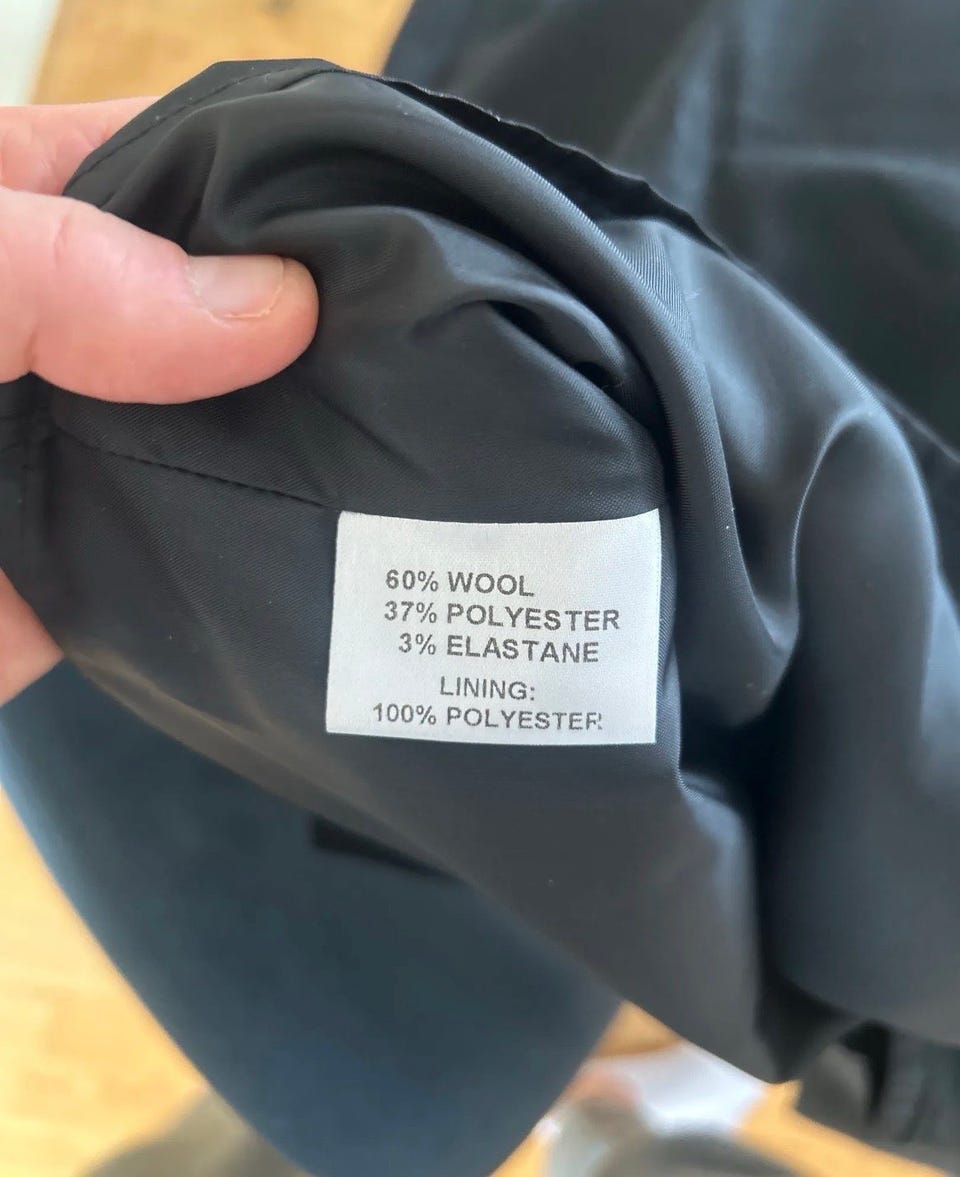 60% WOOL
37% POLYESTER
3% ELASTANE
LINING:
100% POLYESTER